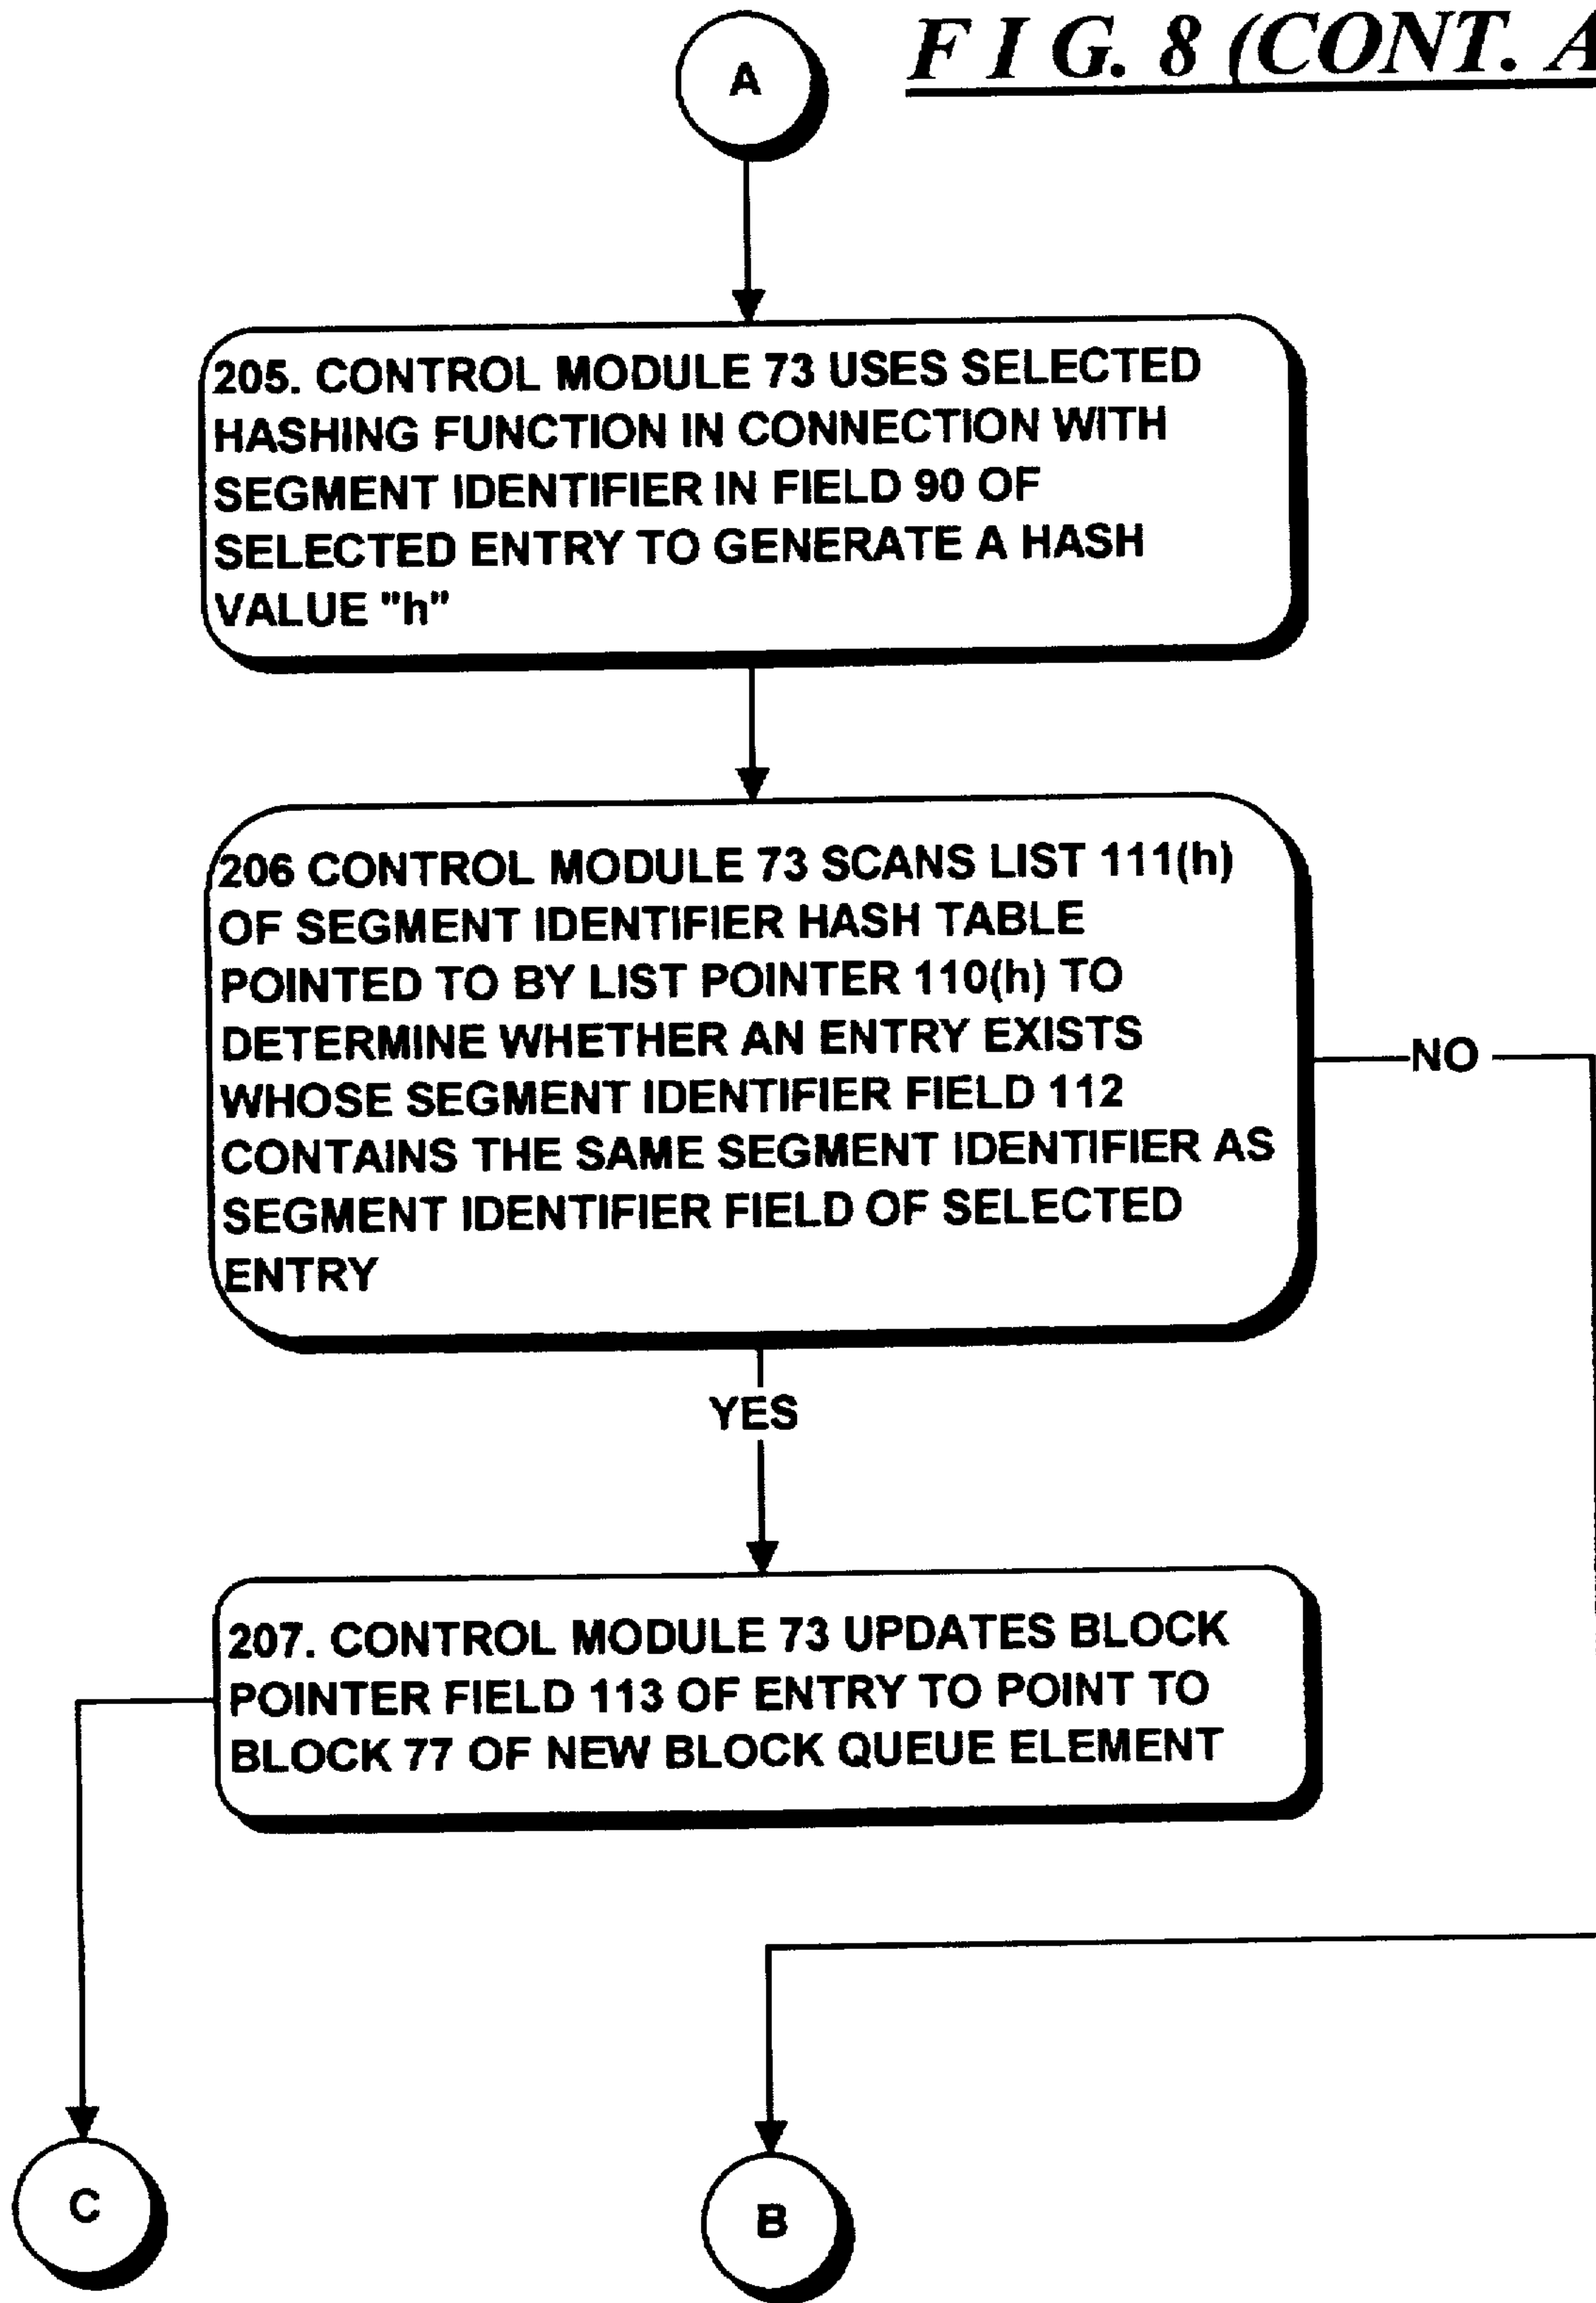 A
F I G. 8 (CONT. A
205. CONTROL MODULE 73 USES SELECTED
HASHING FUNCTION IN CONNECTION WITH
SEGMENT IDENTIFIER IN FIELD 90 OF
SELECTED ENTRY TO GENERATE A HASH
VALUE "h"
206 CONTROL MODULE 73 SCANS LIST 111(h)
OF SEGMENT IDENTIFIER HASH TABLE
POINTED TO BY LIST POINTER 110(h) TO
DETERMINE WHETHER AN ENTRY EXISTS
WHOSE SEGMENT IDENTIFIER FIELD 112
CONTAINS THE SAME SEGMENT IDENTIFIER AS
SEGMENT IDENTIFIER FIELD OF SELECTED
ENTRY
NO
YES
207. CONTROL MODULE 73 UPDATES BLOCK
POINTER FIELD 113 OF ENTRY TO POINT TO
BLOCK 77 OF NEW BLOCK QUEUE ELEMENT
C
B